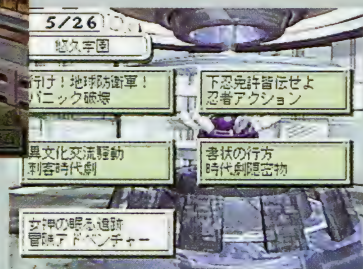 5/26
悠久学園
行け!地球防衛軍!
パニック破壊
下忍免許皆伝せよ
忍者アクション
異文化交流騒動
刺客時代劇
書状の行方
時代劇隠密物
女神の眠る遺跡
冒険アドベンチャー